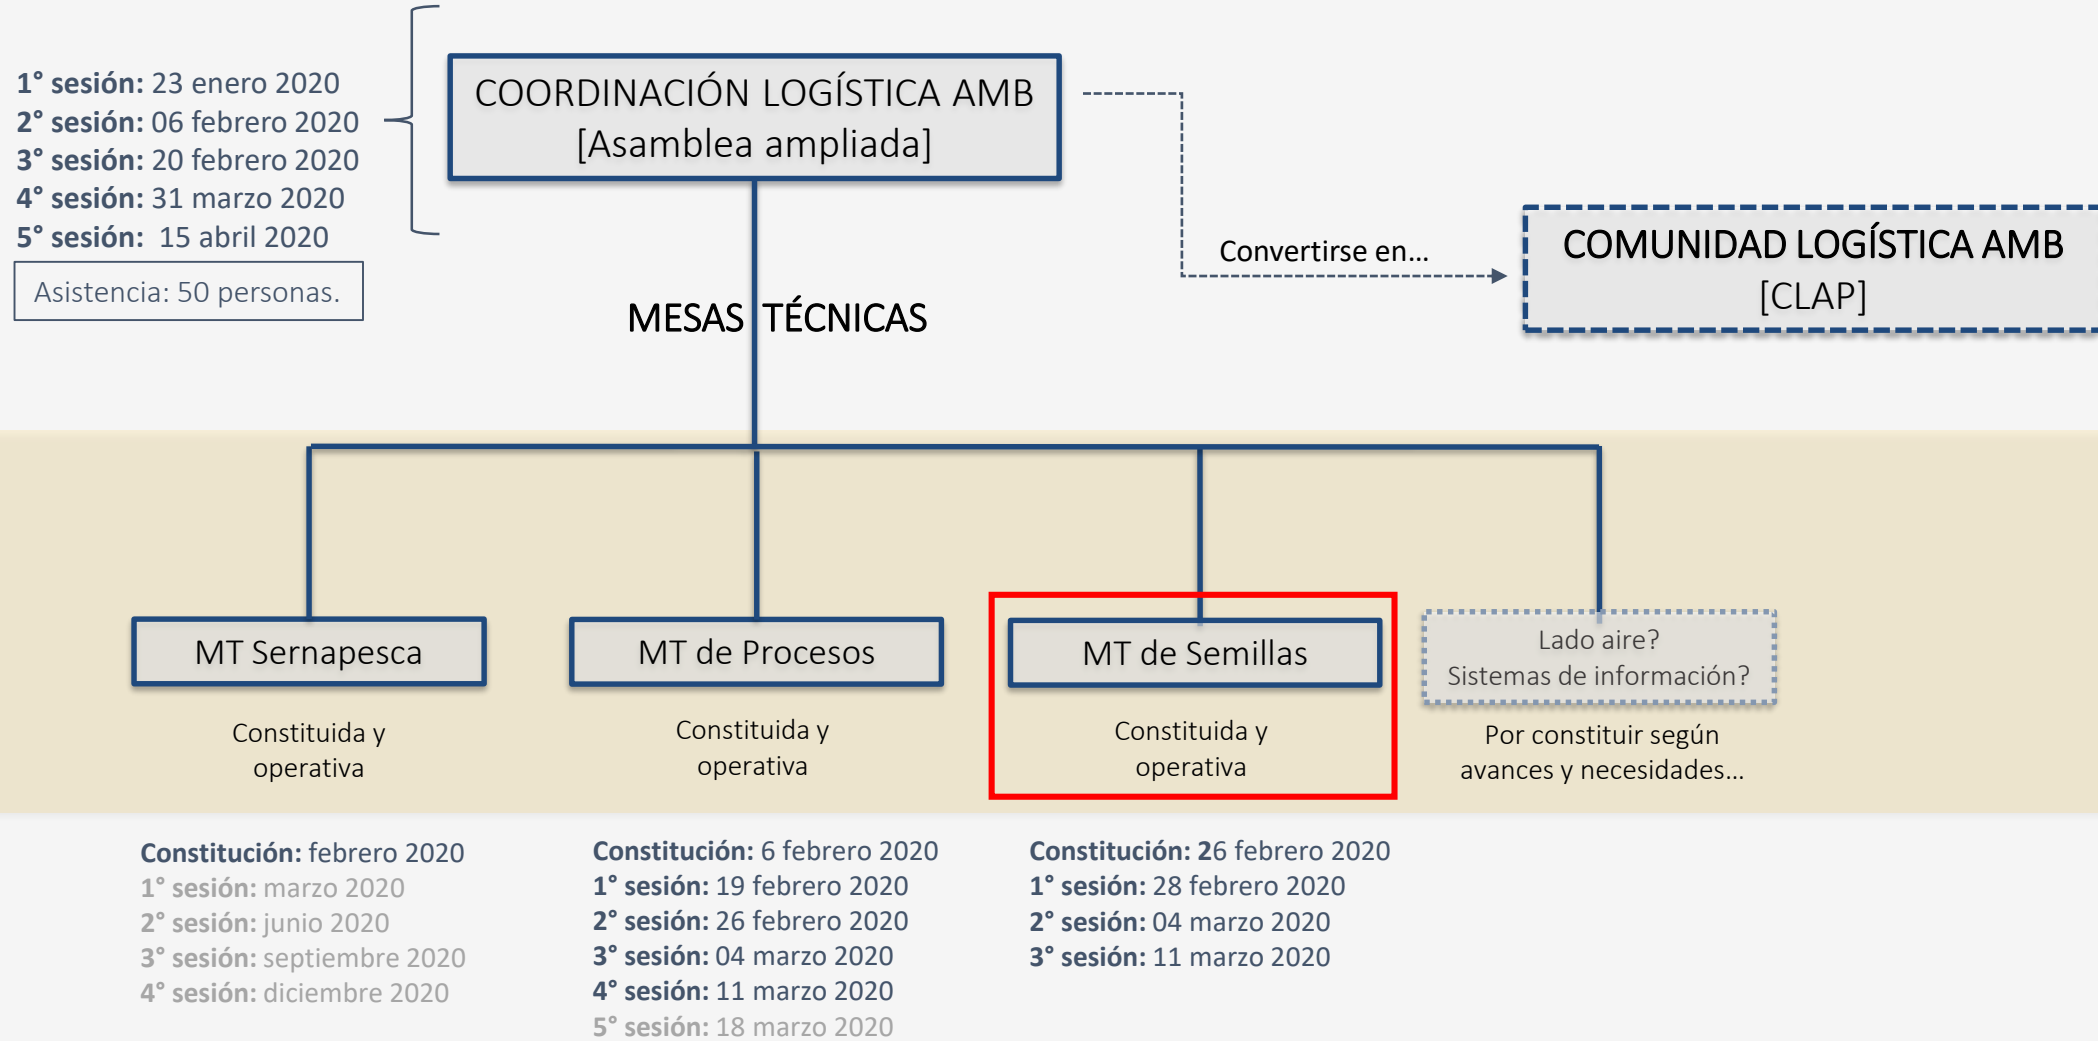 1° sesión: 23 enero 2020
2° sesión: 06 febrero 2020
3° sesión: 20 febrero 2020
4° sesión: 31 marzo 2020
5° sesión: 15 abril 2020
Asistencia: 50 personas.
COORDINACIÓN LOGÍSTICA AMB
[Asamblea ampliada]
Convertirse en...
COMUNIDAD LOGÍSTICA AMB
[CLAP]
MESAS TÉCNICAS
MT Sernapesca
Constituida y
operativa
MT de Procesos
Constituida y
operativa
MT de Semillas
Constituida y
operativa
Lado aire?
Sistemas de información?
Por constituir según
avances y necesidades...
Constitución: febrero 2020
1° sesión: marzo 2020
2° sesión: junio 2020
3° sesión: septiembre 2020
4° sesión: diciembre 2020
Constitución: 6 febrero 2020
1° sesión: 19 febrero 2020
2° sesión: 26 febrero 2020
3° sesión: 04 marzo 2020
4° sesión: 11 marzo 2020
5° sesión: 18 marzo 2020
Constitución: 26 febrero 2020
1° sesión: 28 febrero 2020
2° sesión: 04 marzo 2020
3° sesión: 11 marzo 2020